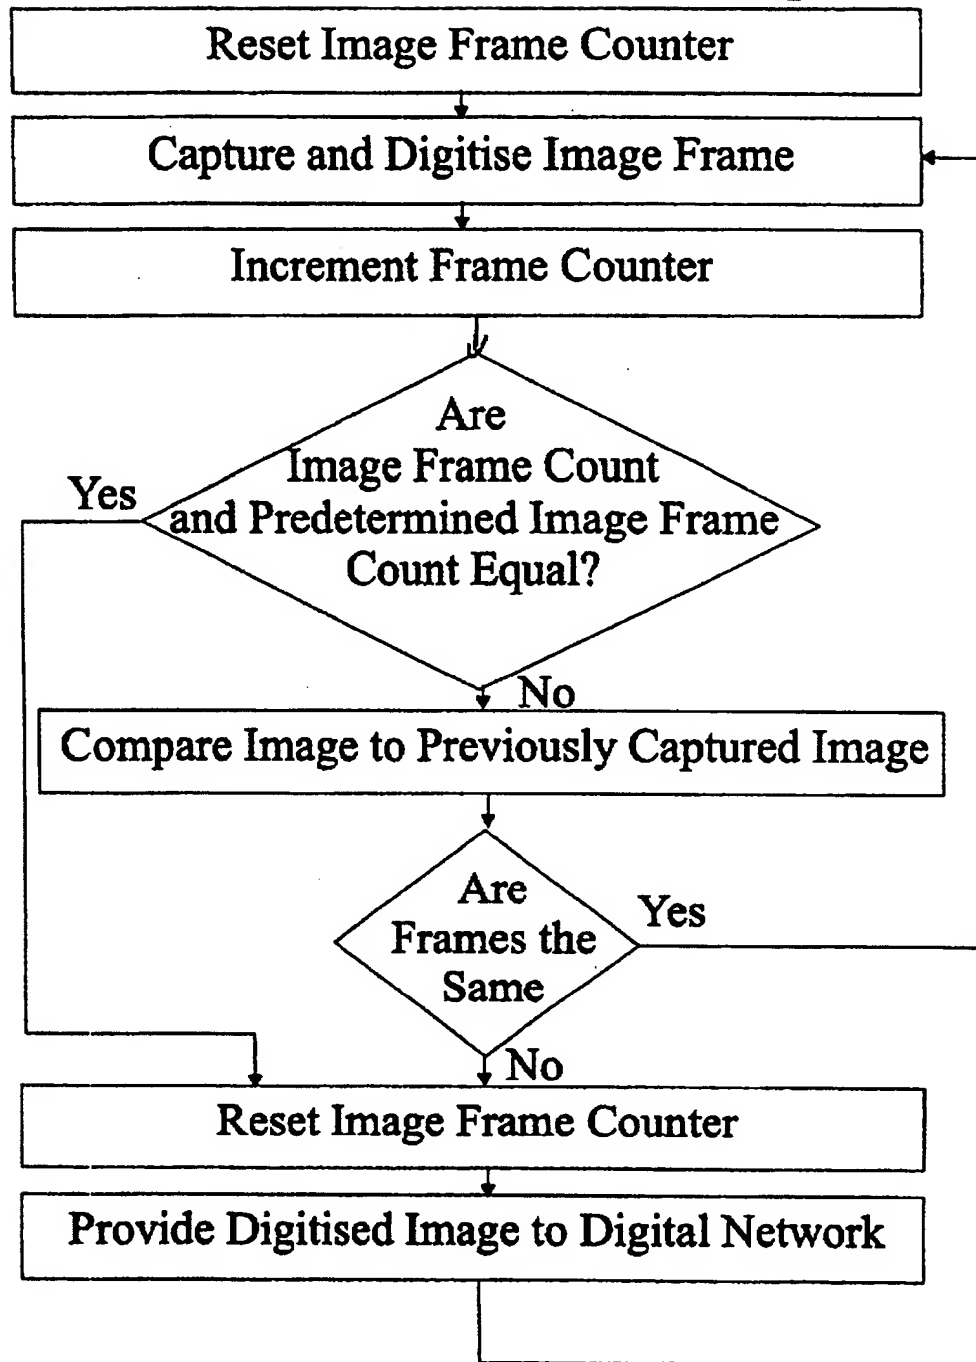 Reset Image Frame Counter
Capture and Digitise Image Frame
Increment Frame Counter
Are
Image Frame Count
and Predetermined Image Frame
Count Equal?
Yes
No
Compare Image to Previously Captured Image
Are
Frames the
Same
Yes
No
Reset Image Frame Counter
Provide Digitised Image to Digital Network